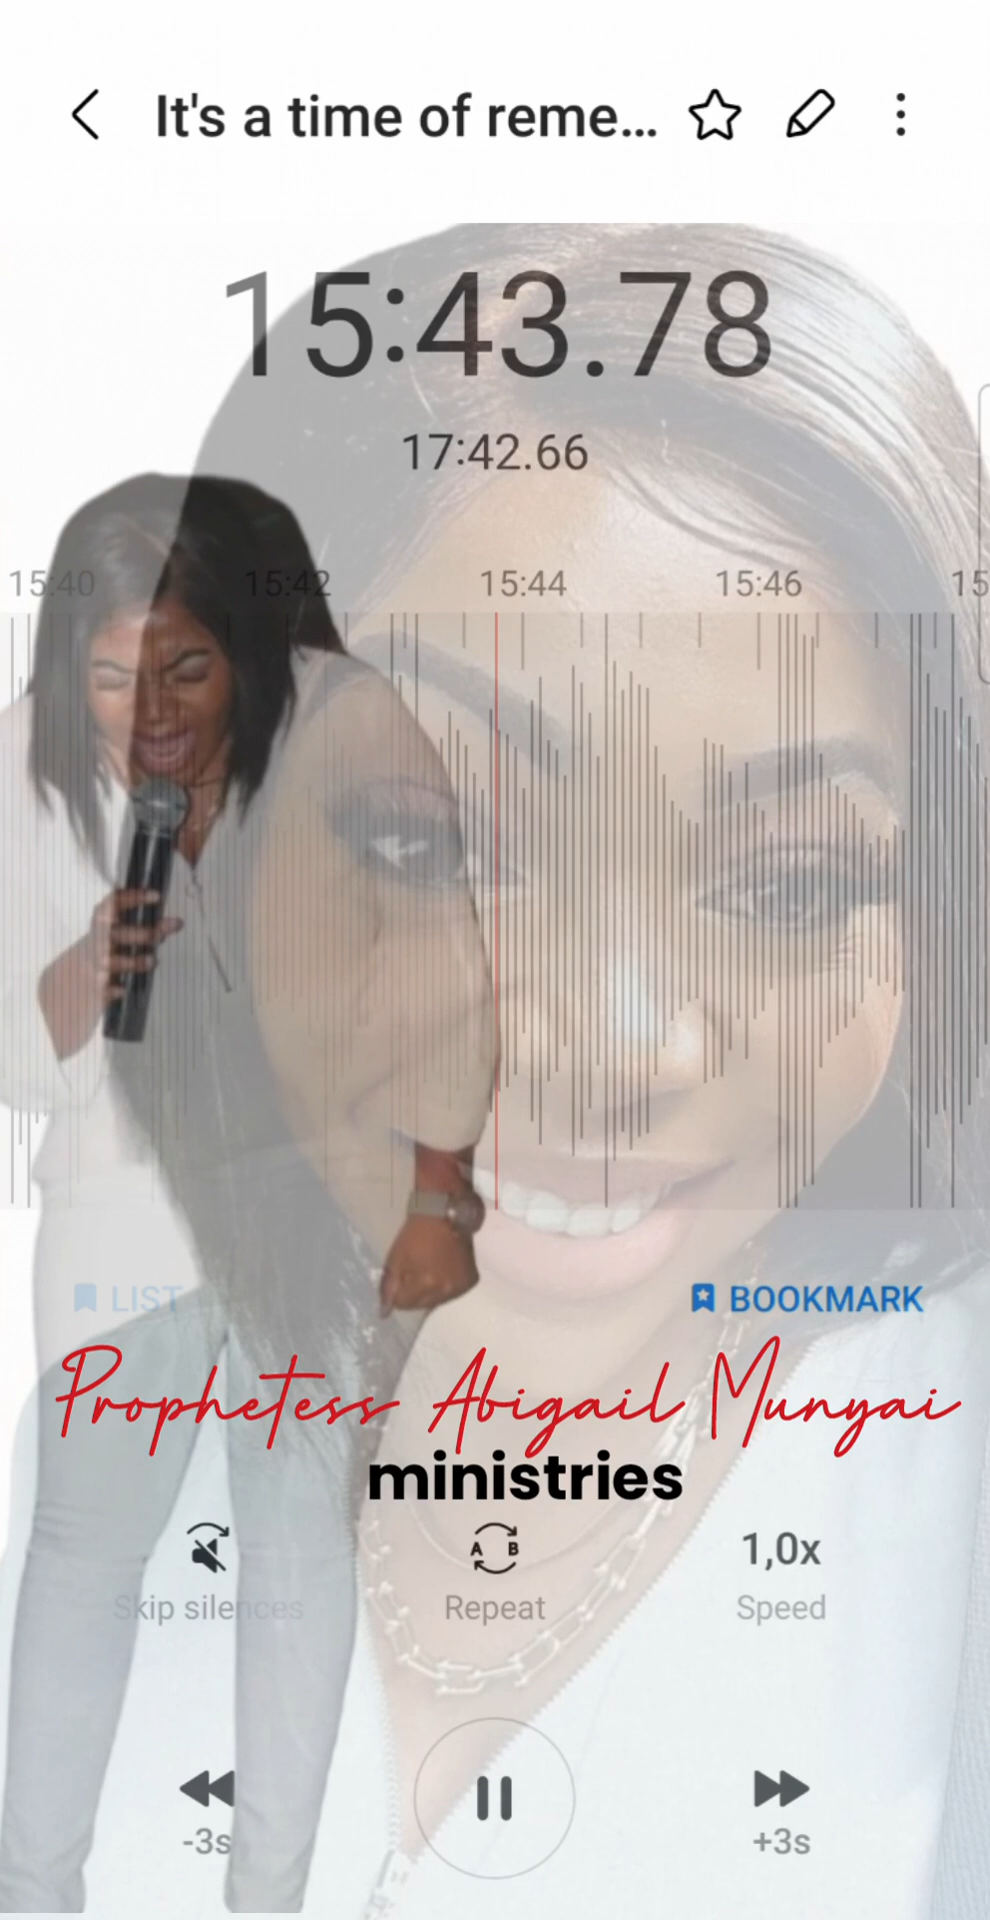 It's a time of reme...
15:43.78
17:42.66
15:40 15:42 15:44 15:46 15
LIST BOOKMARK
Prophetess Abigail Munyai
ministries
A B 1,0x
Skip silences Repeat Speed
-3s +3s